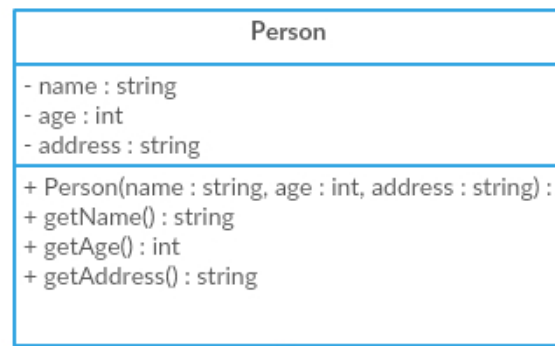 Person
- name : string
- age : int
- address : string
+ Person(name : string, age : int, address : string) :
+ getName() : string
+ getAge() : int
+ getAddress() : string